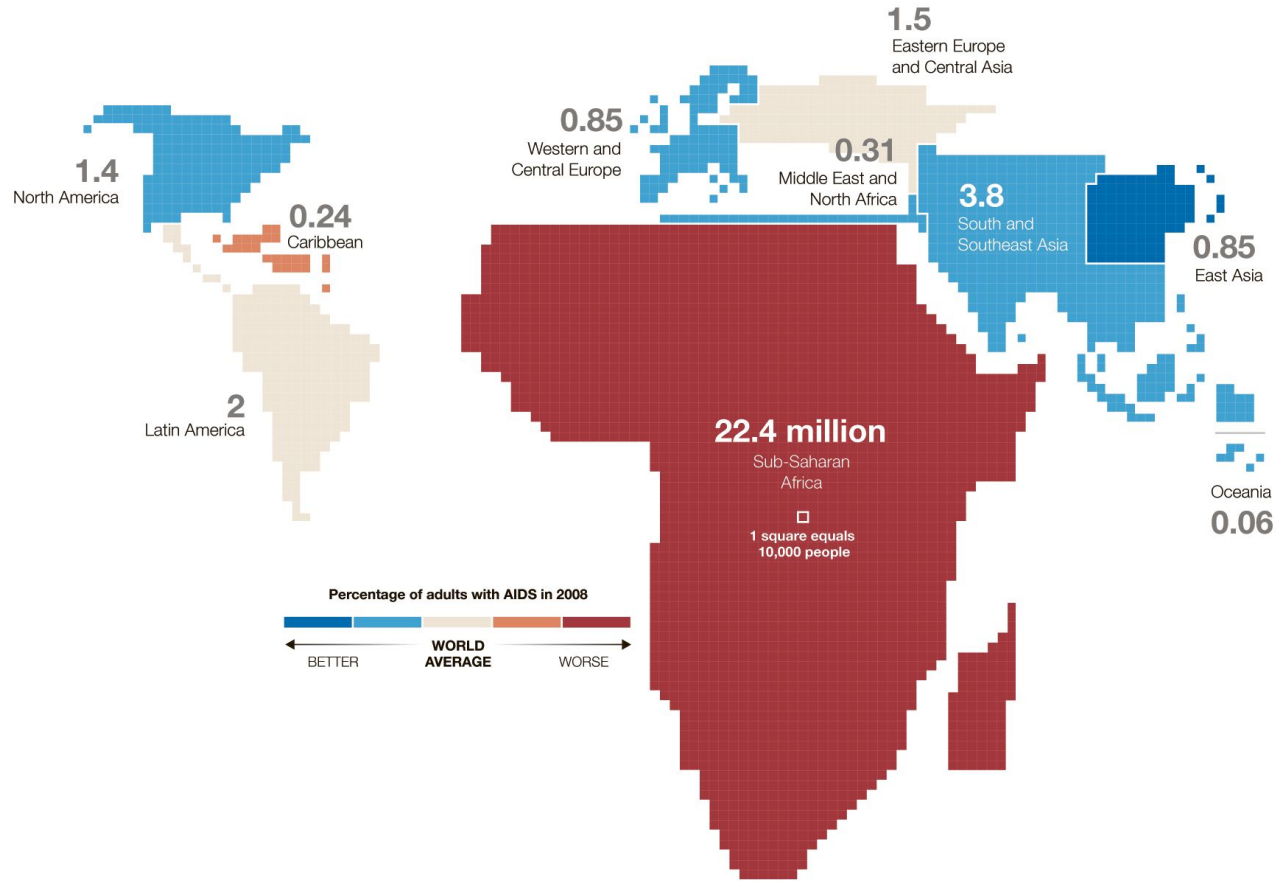 1.5
Eastern Europe
and Central Asia
0.85
Western and
Central Europe
0.31
Middle East and
North Africa
1.4
North America
0.24
Caribbean
3.8
South and
Southeast Asia
0.85
East Asia
2
Latin America
22.4 million
Sub-Saharan
Africa
1 square equals
10,000 people
Oceania
0.06
Percentage of adults with AIDS in 2008
BETTER
WORLD
AVERAGE
WORSE